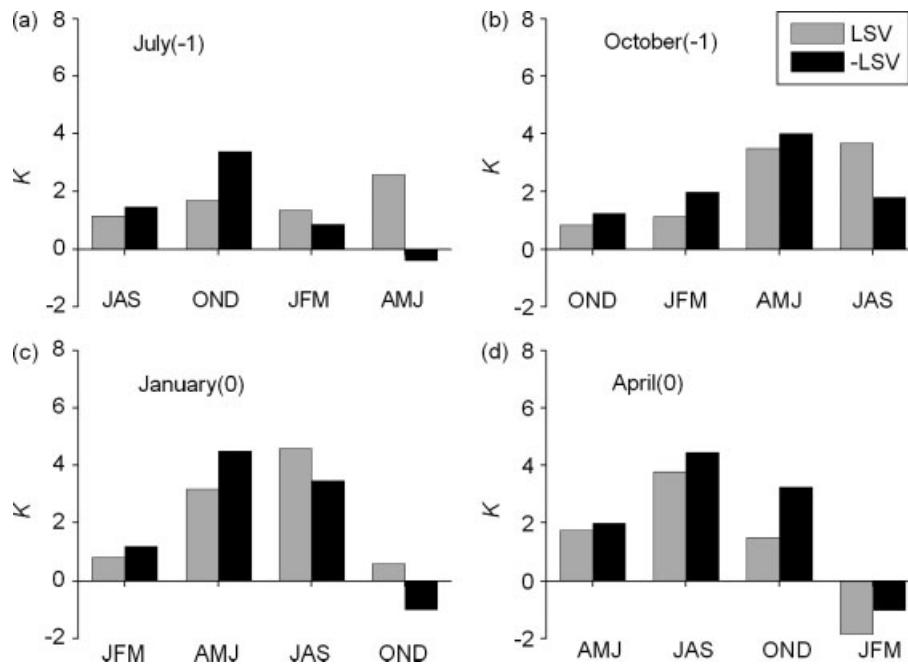 (a)
8
6
4
2
0
-2
K
July(-1)
JAS OND JFM AMJ
(b)
8
6
4
2
0
-2
K
October(-1)
LSV
-LSV
OND JFM AMJ JAS
(c)
8
6
4
2
0
-2
K
January(0)
JFM AMJ JAS OND
(d)
8
6
4
2
0
-2
K
April(0)
AMJ JAS OND JFM